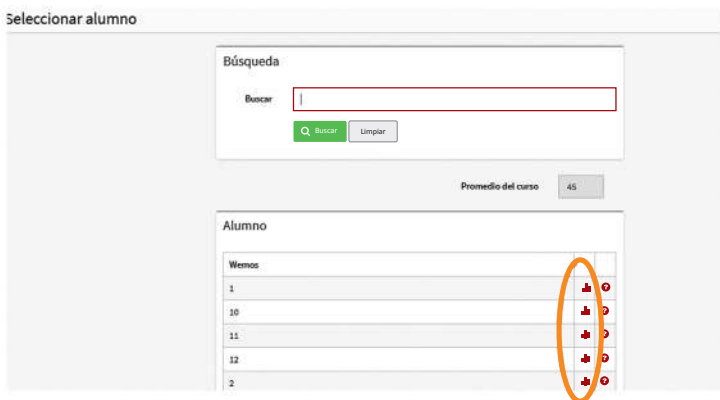 Seleccionar alumno
Búsqueda
Buscar
Buscar Limpiar
Promedio del curso 45
Alumno
Wemos
1
10
11
12
2